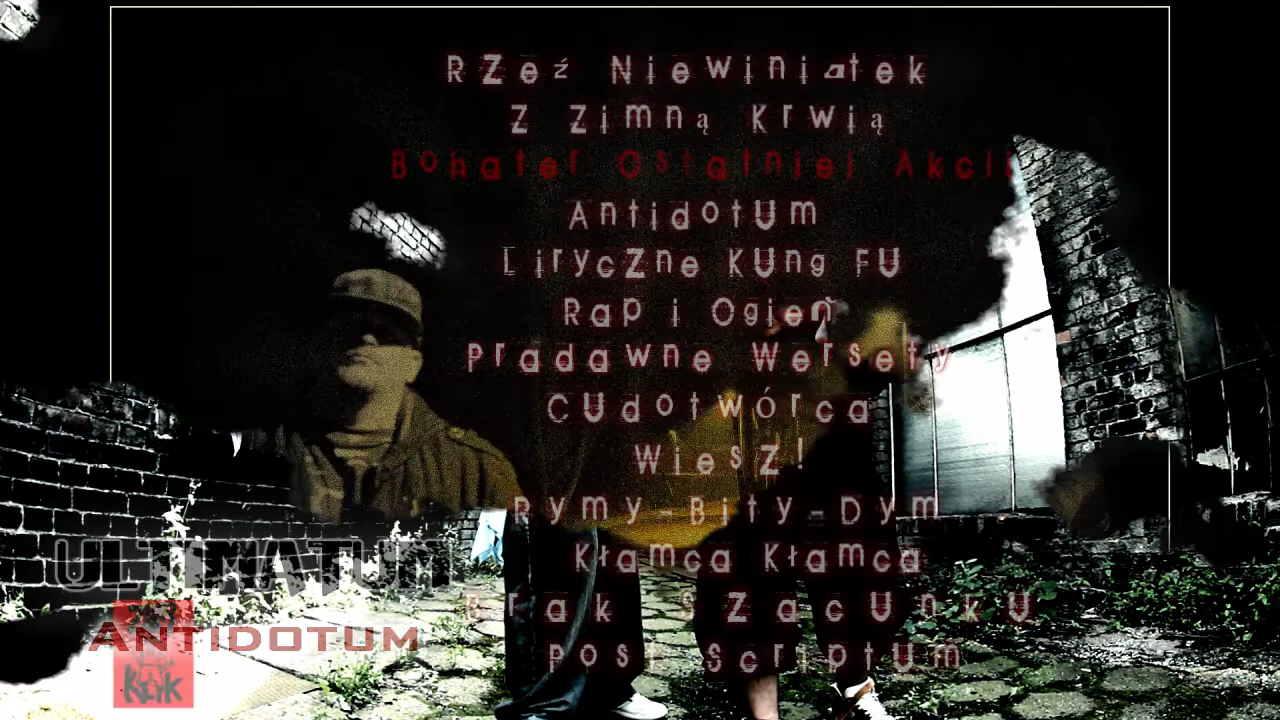 Rzeź Niewiniątek
Z Zimną Krwią
Bohater Ostatniej Akcji
Antidotum
Liryczne Kung Fu
Rap i Ogień
Pradawne Wersety
Cudotwórca
Wiesz!
Rymy-Bity-Dym
Kłamca Kłamca
Brak Szacunku
Post Scriptum
ULTIMATUM
ANTIDOTUM
KLYK